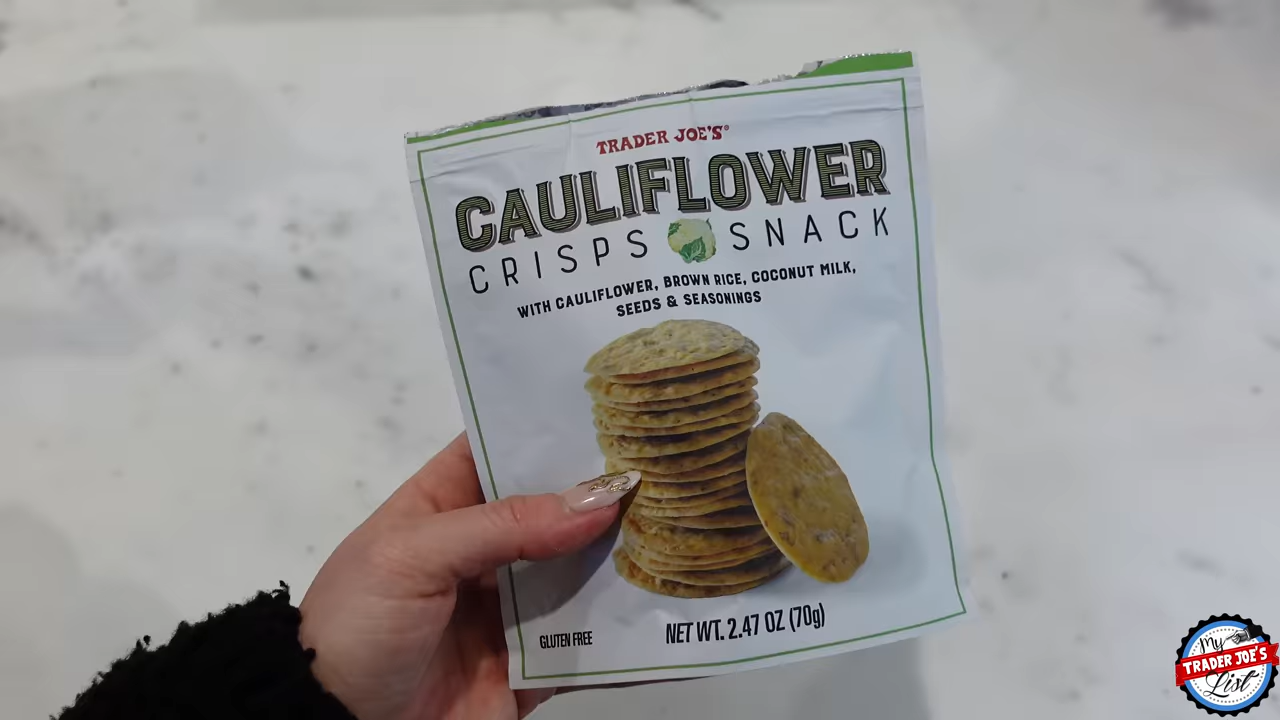 TRADER JOE'S®
CAULIFLOWER
CRISPS SNACK
WITH CAULIFLOWER, BROWN RICE, COCONUT MILK,
SEEDS & SEASONINGS
GLUTEN FREE
NET WT. 2.47 OZ (70g)
My
TRADER JOE'S
List